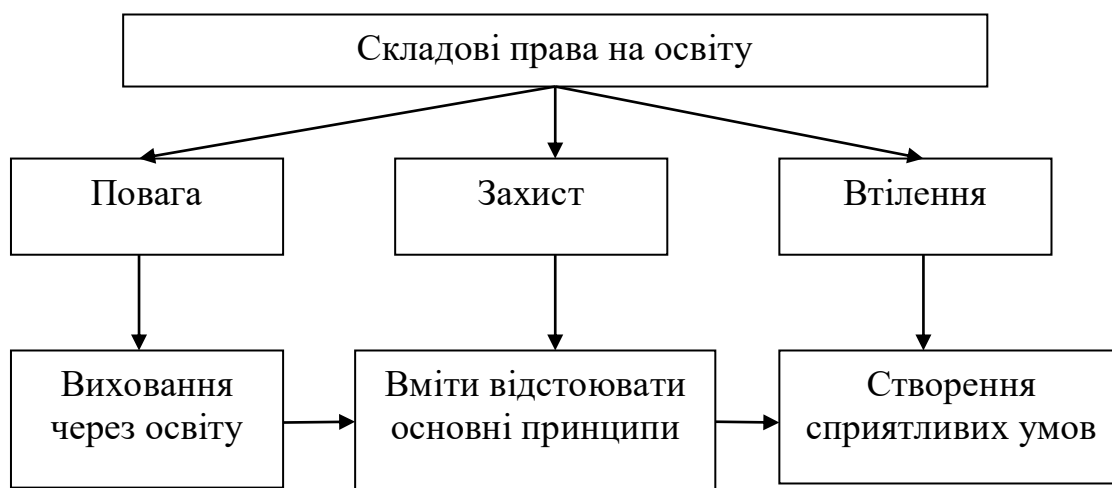 Складові права на освіту
Повага
Захист
Втілення
Виховання
через освіту
Вміти відстоювати
основні принципи
Створення
сприятливих умов